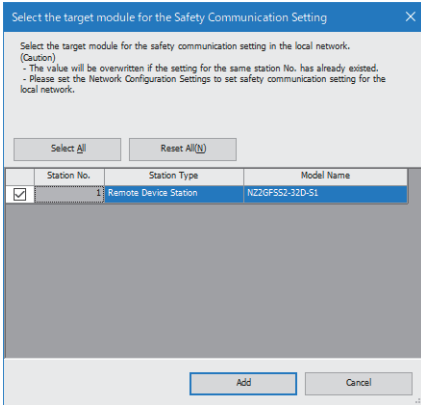 Select the target module for the Safety Communication Setting
Select the target module for the safety communication setting in the local network.
(Caution)
- The value will be overwritten if the setting for the same station No. has already existed.
- Please set the Network Configuration Settings to set safety communication setting for the
local network.
Select All Reset All(N)
Station No. Station Type Model Name
1 Remote Device Station NZ2GFSS2-32D-S1
Add Cancel